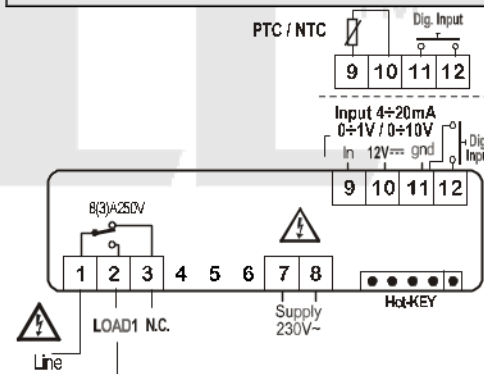 PTC / NTC
Dig. Input
9 10 11 12
Input 4÷20mA
0÷1V / 0÷10V
In 12V gnd
Dig.
Input
9 10 11 12
8(3)A250V
1 2 3 4 5 6 7 8
Hot-KEY
LOAD1 N.C.
Supply
230V~
Line